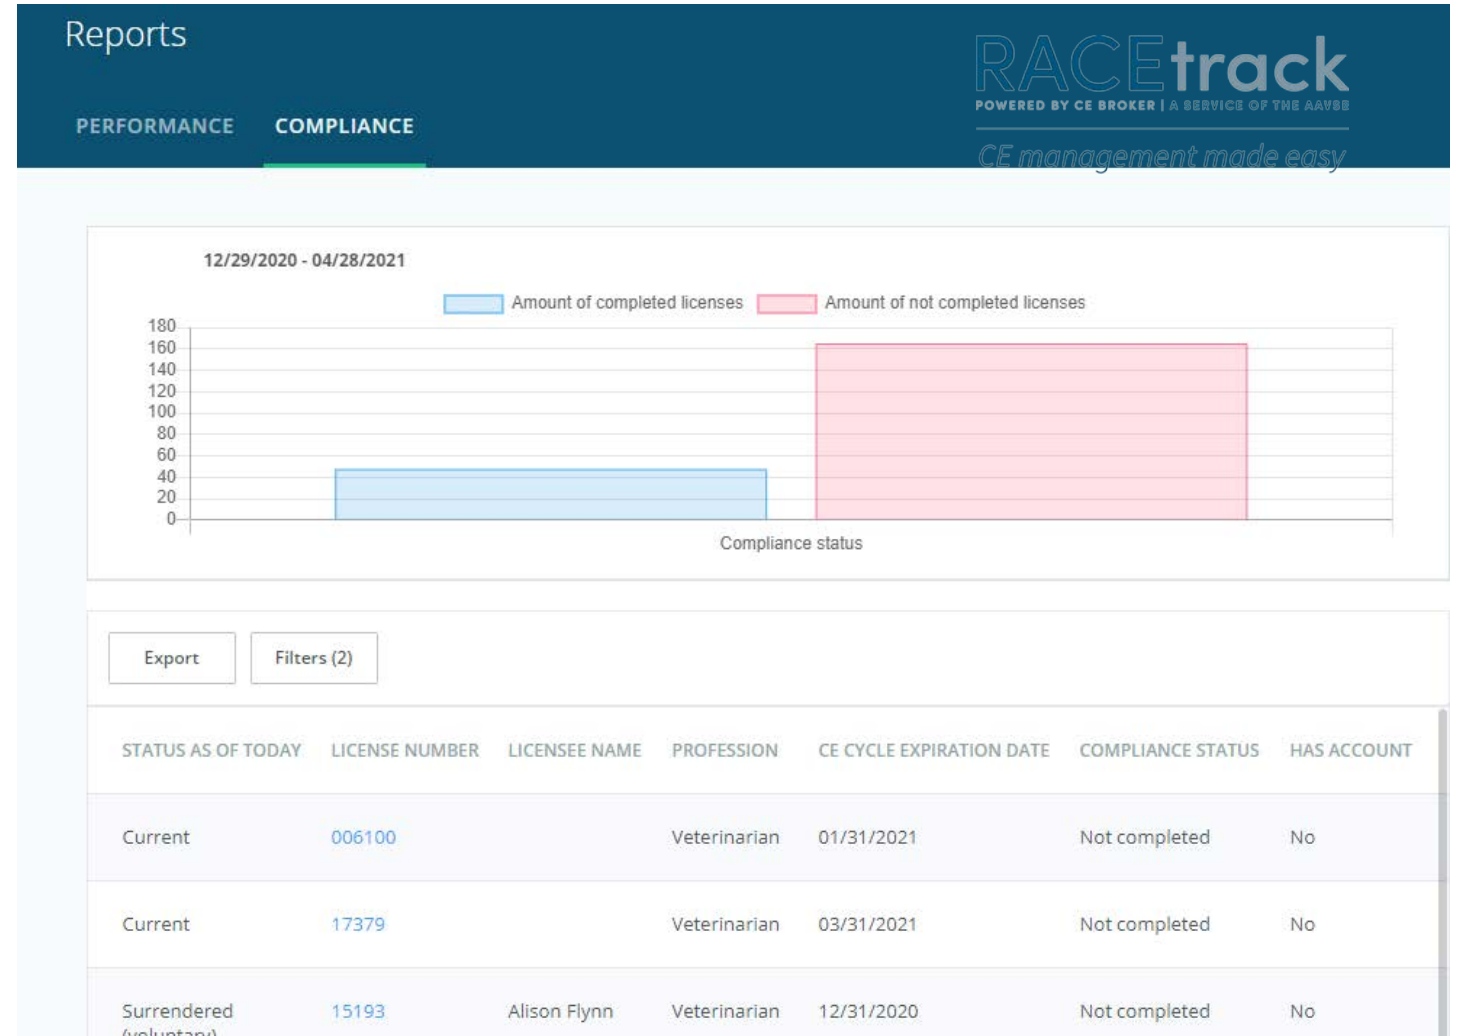 Reports
RACEtrack
POWERED BY CE BROKER | A SERVICE OF THE AAVSB
CE management made easy
PERFORMANCE COMPLIANCE
12/29/2020 - 04/28/2021
Amount of completed licenses Amount of not completed licenses
180
160
140
120
100
80
60
40
20
0
Compliance status
Export Filters (2)
STATUS AS OF TODAY LICENSE NUMBER LICENSEE NAME PROFESSION CE CYCLE EXPIRATION DATE COMPLIANCE STATUS HAS ACCOUNT
Current 006100 Veterinarian 01/31/2021 Not completed No
Current 17379 Veterinarian 03/31/2021 Not completed No
Surrendered 15193 Alison Flynn Veterinarian 12/31/2020 Not completed No
(voluntary)